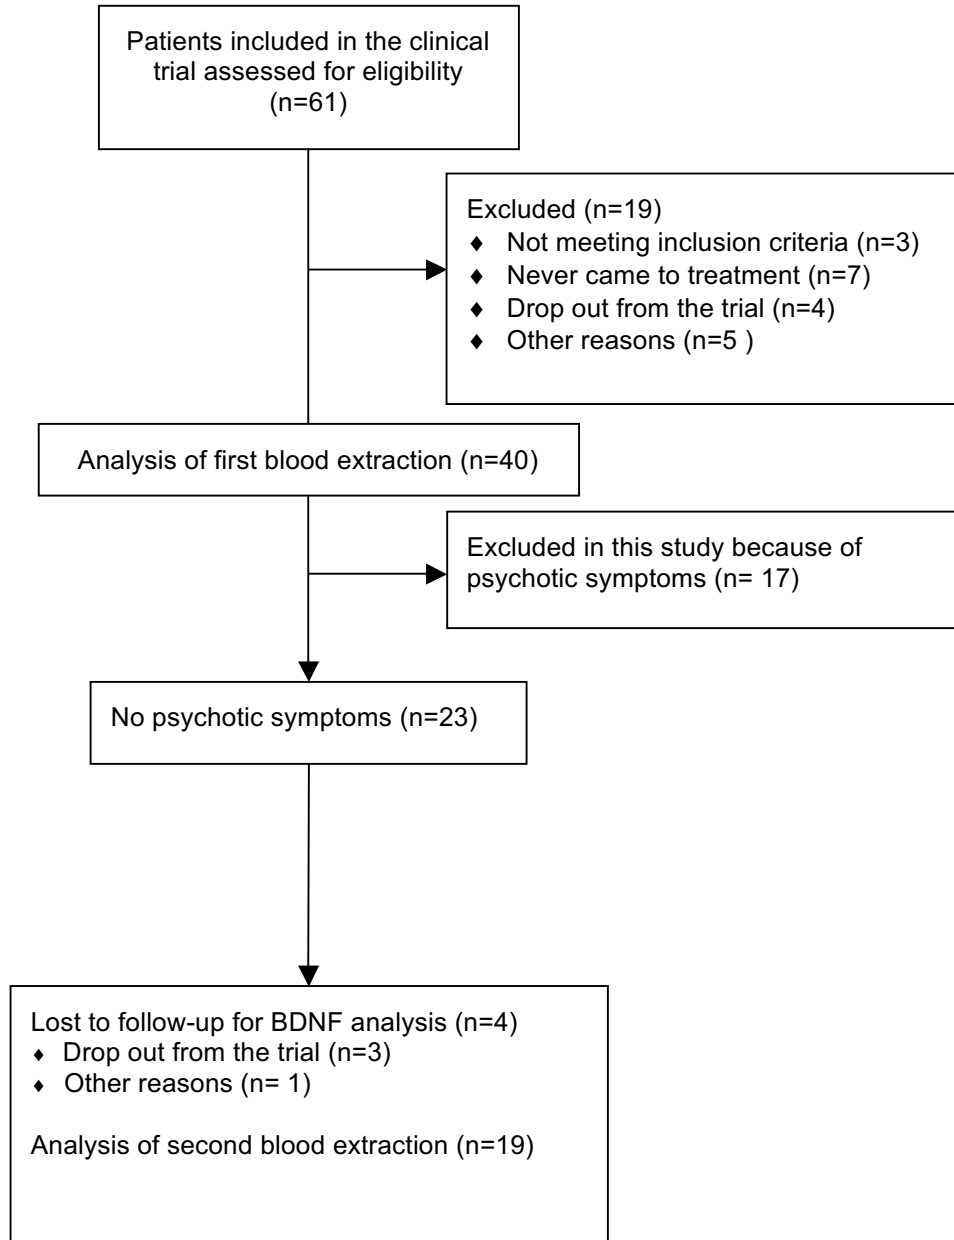 Patients included in the clinical
trial assessed for eligibility
(n=61)
Excluded (n=19)
♦ Not meeting inclusion criteria (n=3)
♦ Never came to treatment (n=7)
♦ Drop out from the trial (n=4)
♦ Other reasons (n=5 )
Analysis of first blood extraction (n=40)
Excluded in this study because of
psychotic symptoms (n= 17)
No psychotic symptoms (n=23)
Lost to follow-up for BDNF analysis (n=4)
♦ Drop out from the trial (n=3)
♦ Other reasons (n= 1)
Analysis of second blood extraction (n=19)